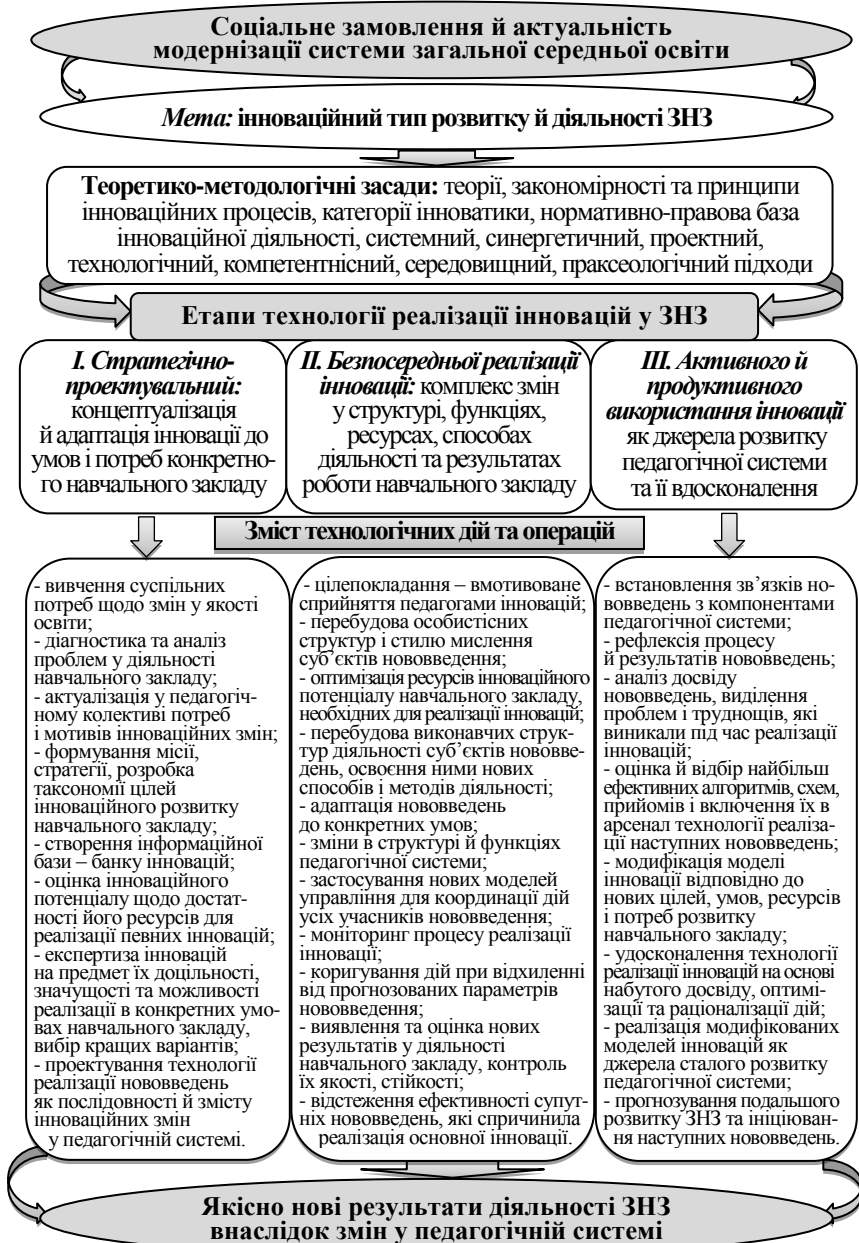 Соціальне замовлення й актуальність
модернізації системи загальної середньої освіти
Мета: інноваційний тип розвитку й діяльності ЗНЗ
Теоретико-методологічні засади: теорії, закономірності та принципи
інноваційних процесів, категорії інноватики, нормативно-правова база
інноваційної діяльності, системний, синергетичний, проектний,
технологічний, компетентнісний, середовищний, праксеологічний підходи
Етапи технології реалізації інновацій у ЗНЗ
І. Стратегічно-
проектувальний:
концептуалізація
й адаптація інновації до
умов і потреб конкретно-
го навчального закладу
ІІ. Безпосередньої реалізації
інновації: комплекс змін
у структурі, функціях,
ресурсах, способах
діяльності та результатах
роботи навчального закладу
ІІІ. Активного й
продуктивного
використання інновації
як джерела розвитку
педагогічної системи
та її вдосконалення
Зміст технологічних дій та операцій
- вивчення суспільних
потреб щодо змін у якості
освіти;
- діагностика та аналіз
проблем у діяльності
навчального закладу;
- актуалізація у педагогіч-
ному колективі потреб
і мотивів інноваційних змін;
- формування місії,
стратегії, розробка
таксономії цілей
інноваційного розвитку
навчального закладу;
- створення інформаційної
бази – банку інновацій;
- оцінка інноваційного
потенціалу щодо достат-
ності його ресурсів для
реалізації певних інновацій;
- експертиза інновацій
на предмет їх доцільності,
значущості та можливості
реалізації в конкретних умо-
вах навчального закладу,
вибір кращих варіантів;
- проектування технології
реалізації нововведень
як послідовності й змісту
інноваційних змін
у педагогічній системі.
- цілепокладання – вмотивоване
сприйняття педагогами інновацій;
- перебудова особистісних
структур і стилю мислення
суб’єктів нововведення;
- оптимізація ресурсів інноваційного
потенціалу навчального закладу,
необхідних для реалізації інновацій;
- перебудова виконавчих струк-
тур діяльності суб’єктів нововве-
день, освоєння ними нових
способів і методів діяльності;
- адаптація нововведень
до конкретних умов;
- зміни в структурі й функціях
педагогічної системи;
- застосування нових моделей
управління для координації дій
усіх учасників нововведення;
- моніторинг процесу реалізації
інновації;
- коригування дій при відхиленні
від прогнозованих параметрів
нововведення;
- виявлення та оцінка нових
результатів у діяльності
навчального закладу, контроль
їх якості, стійкості;
- відстеження ефективності супут-
ніх нововведень, які спричинила
реалізація основної інновації.
- встановлення зв’язків но-
вовведень з компонентами
педагогічної системи;
- рефлексія процесу
й результатів нововведень;
- аналіз досвіду
нововведень, виділення
проблем і труднощів, які
виникали під час реалізації
інновацій;
- оцінка й відбір найбільш
ефективних алгоритмів, схем,
прийомів і включення їх в
арсенал технології реаліза-
ції наступних нововведень;
- модифікація моделі
інновації відповідно до
нових цілей, умов, ресурсів
і потреб розвитку
навчального закладу;
- удосконалення технології
реалізації інновацій на основі
набутого досвіду, оптимі-
зації та раціоналізації дій;
- реалізація модифікованих
моделей інновацій як
джерела сталого розвитку
педагогічної системи;
- прогнозування подальшого
розвитку ЗНЗ та ініціюван-
ня наступних нововведень.
Якісно нові результати діяльності ЗНЗ
внаслідок змін у педагогічній системі